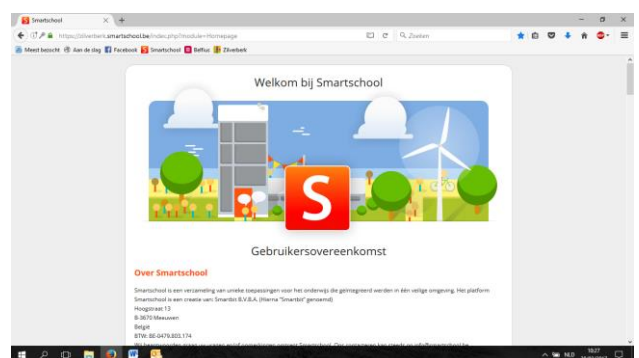 Smartschool
https://zilverberk.smartschool.be/index.php?module=Homepage
Zoeken
Meest bezocht Aan de slag Facebook Smartschool Belfius Zilverberk
Welkom bij Smartschool
S
Gebruikersovereenkomst
Over Smartschool
Smartschool is een verzameling van unieke toepassingen voor het onderwijs die geïntegreerd werden in één veilige omgeving. Het platform
Smartschool is een creatie van: Smartbit B.V.B.A. (Hierna "Smartbit" genoemd)
Hoogstraat 13
B-3670 Meeuwen
België
BTW: BE-0479.803.174
NLD
18:27